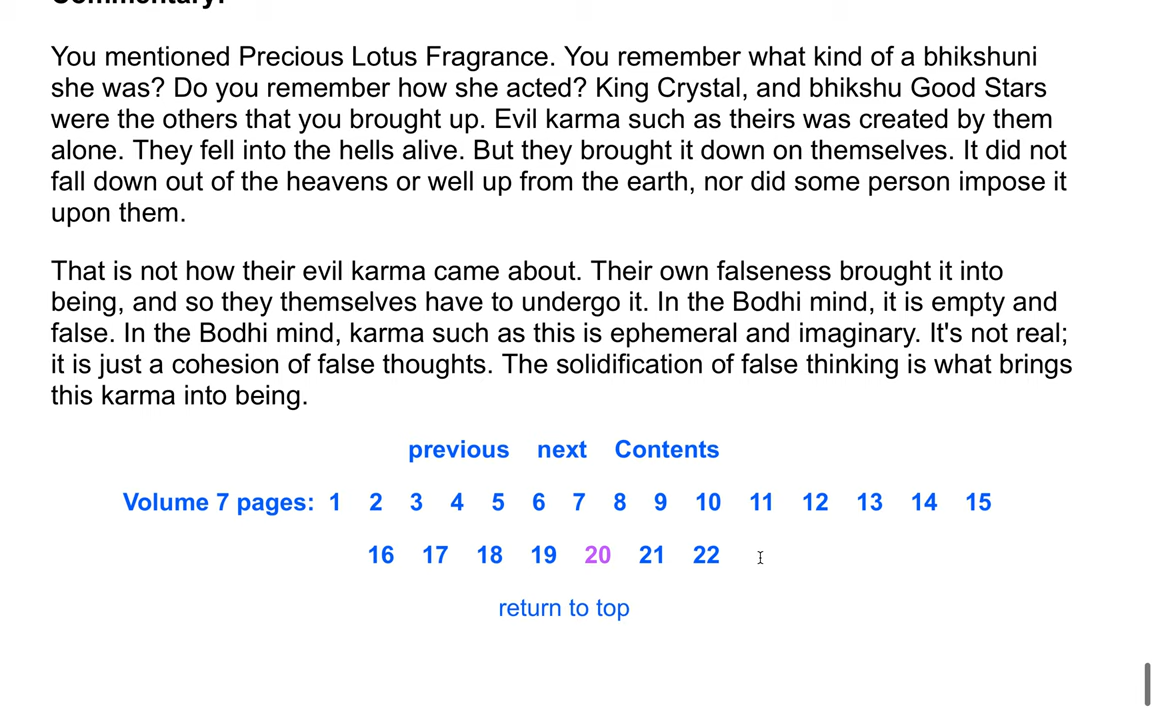 Commentary:
You mentioned Precious Lotus Fragrance. You remember what kind of a bhikshuni
she was? Do you remember how she acted? King Crystal, and bhikshu Good Stars
were the others that you brought up. Evil karma such as theirs was created by them
alone. They fell into the hells alive. But they brought it down on themselves. It did not
fall down out of the heavens or well up from the earth, nor did some person impose it
upon them.
That is not how their evil karma came about. Their own falseness brought it into
being, and so they themselves have to undergo it. In the Bodhi mind, it is empty and
false. In the Bodhi mind, karma such as this is ephemeral and imaginary. It's not real;
it is just a cohesion of false thoughts. The solidification of false thinking is what brings
this karma into being.
previous next Contents
Volume 7 pages: 1 2 3 4 5 6 7 8 9 10 11 12 13 14 15
16 17 18 19 20 21 22
return to top